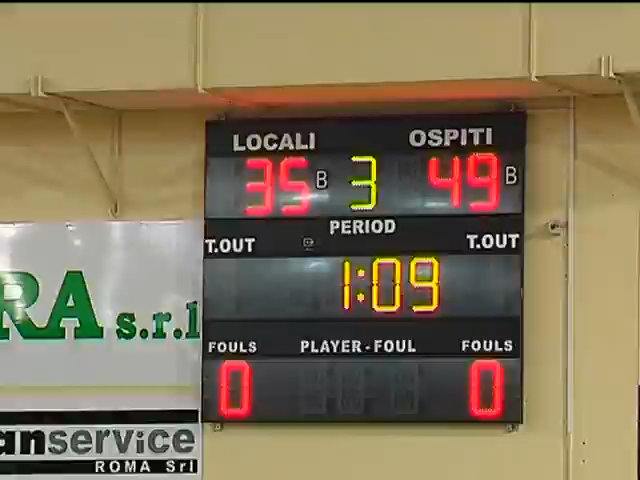 LOCALI OSPITI
35 B 3 49 B
PERIOD
T.OUT T.OUT
1:09
FOULS PLAYER-FOUL FOULS
0 0
RA s.r.l
anservice
ROMA Srl